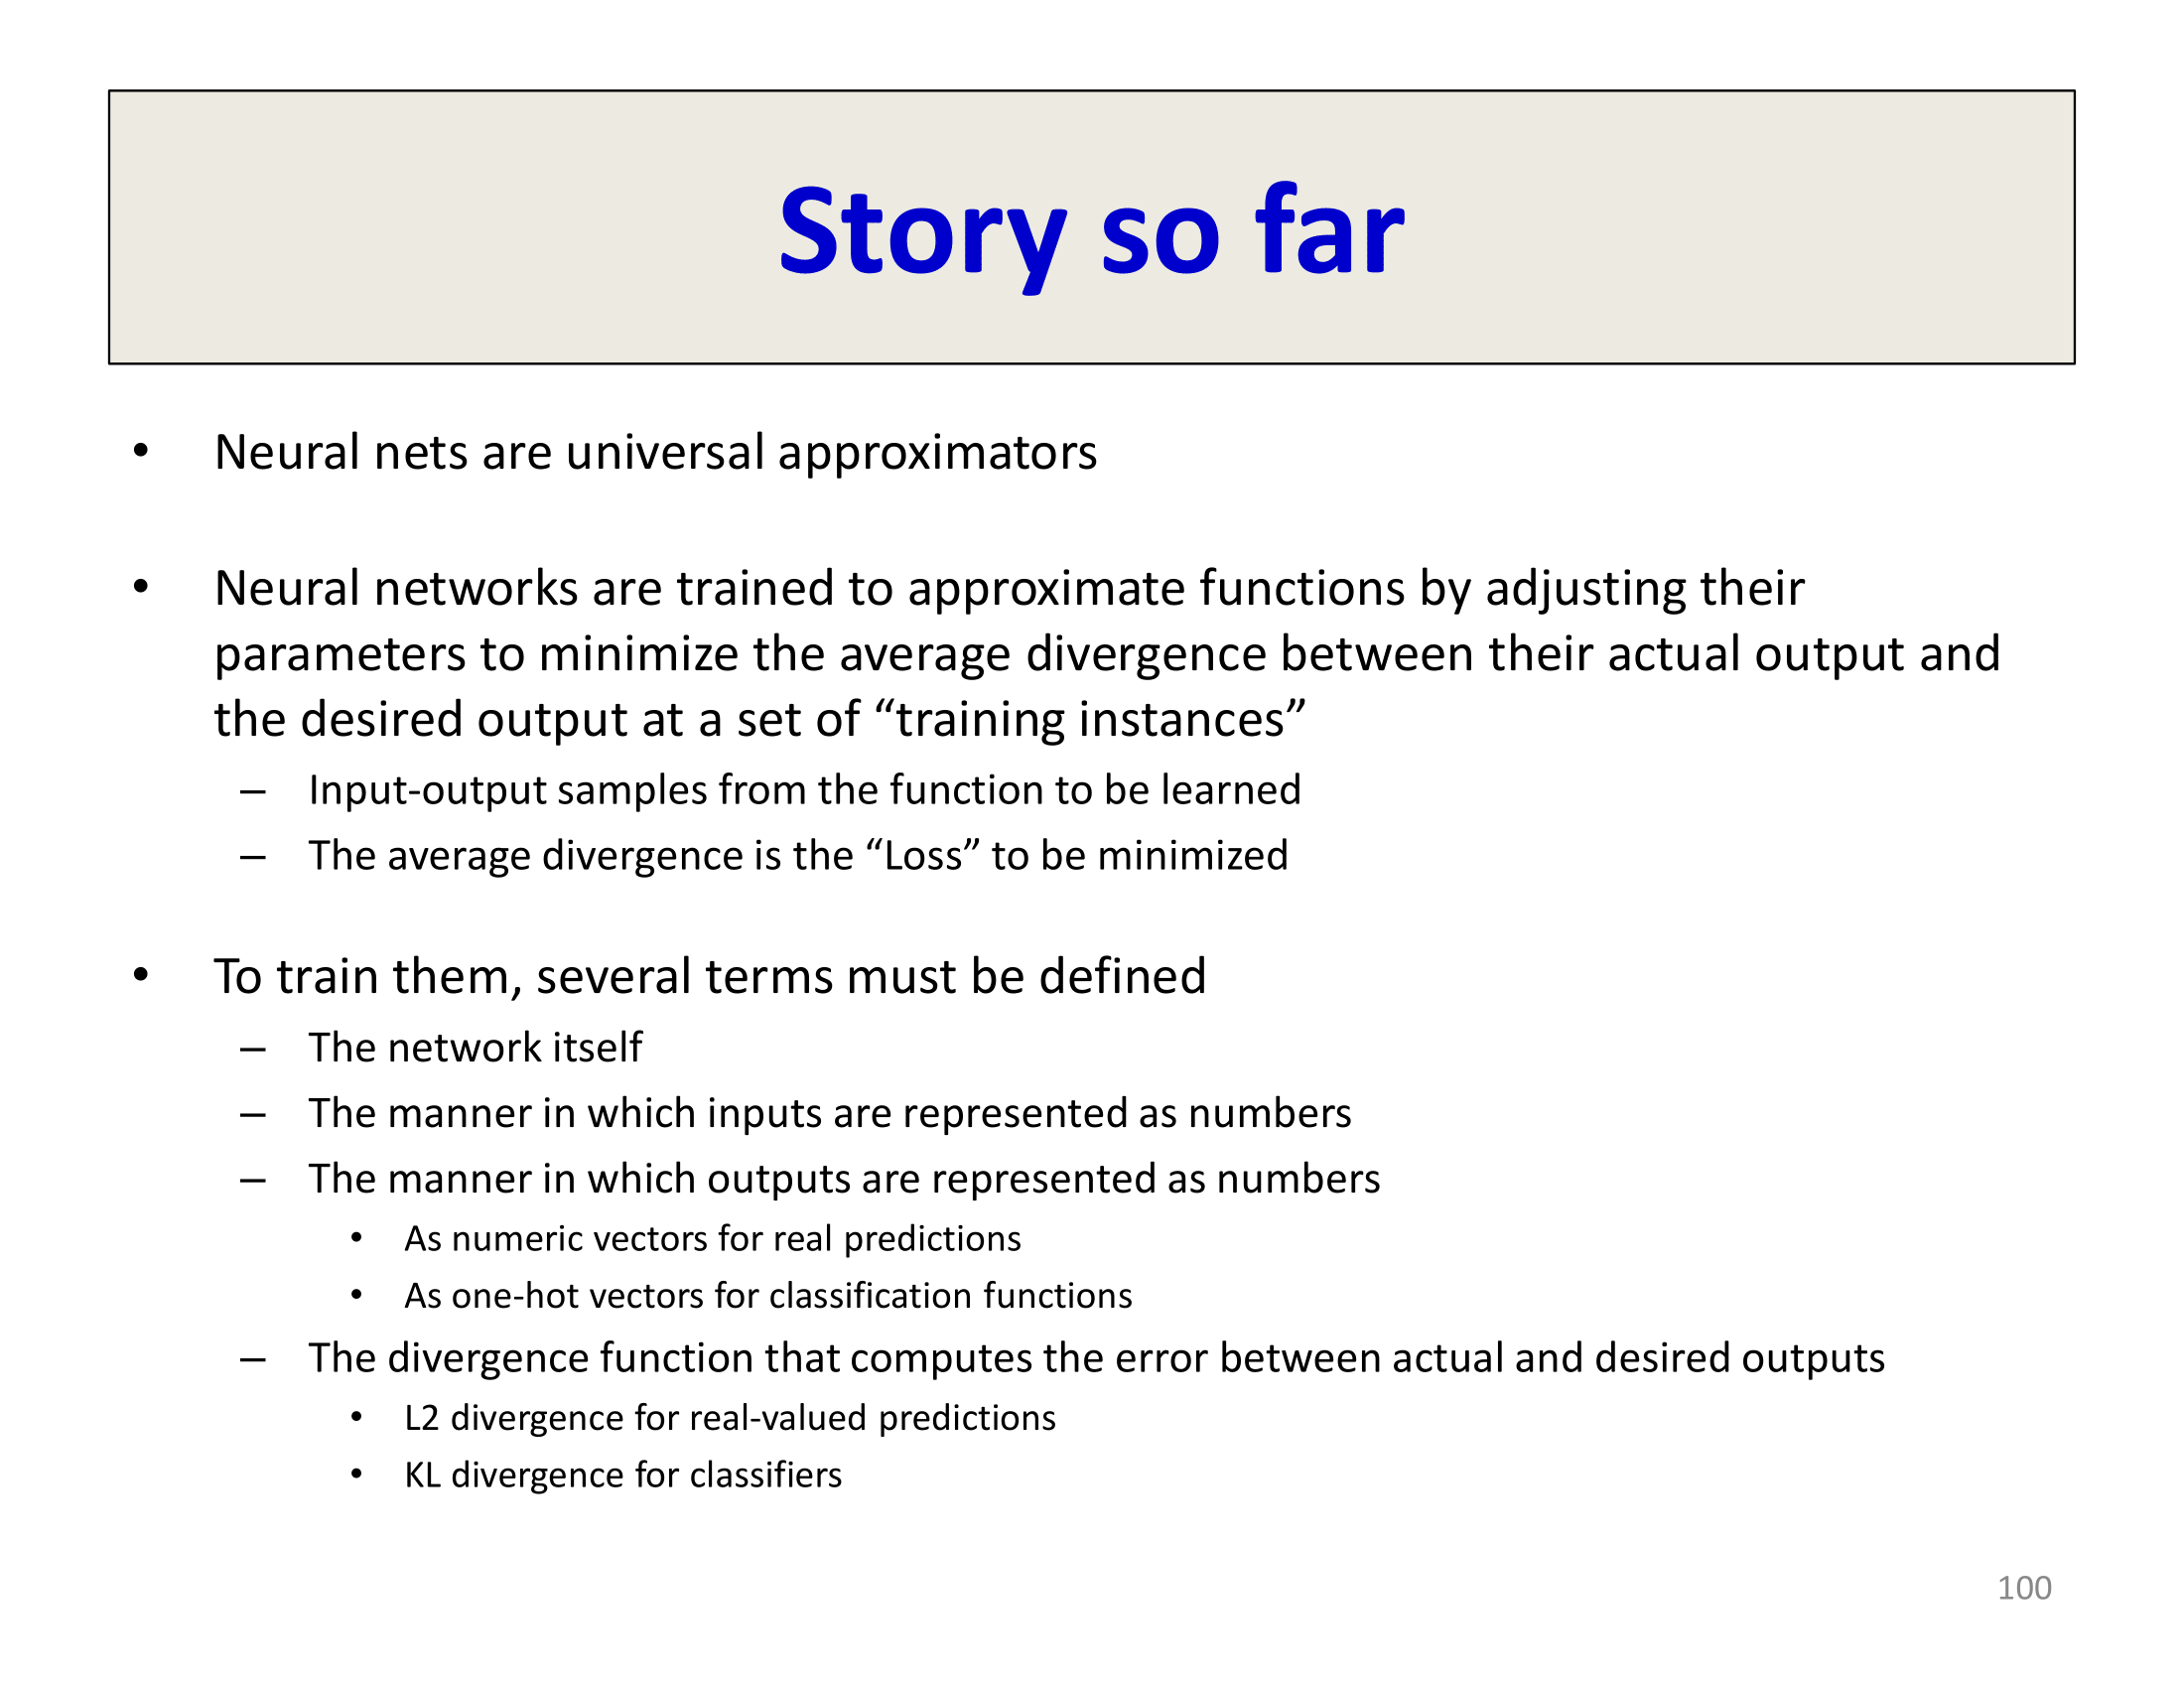 Story so far
• Neural nets are universal approximators
• Neural networks are trained to approximate functions by adjusting their
parameters to minimize the average divergence between their actual output and
the desired output at a set of “training instances”
– Input-output samples from the function to be learned
– The average divergence is the “Loss” to be minimized
• To train them, several terms must be defined
– The network itself
– The manner in which inputs are represented as numbers
– The manner in which outputs are represented as numbers
• As numeric vectors for real predictions
• As one-hot vectors for classification functions
– The divergence function that computes the error between actual and desired outputs
• L2 divergence for real-valued predictions
• KL divergence for classifiers
100